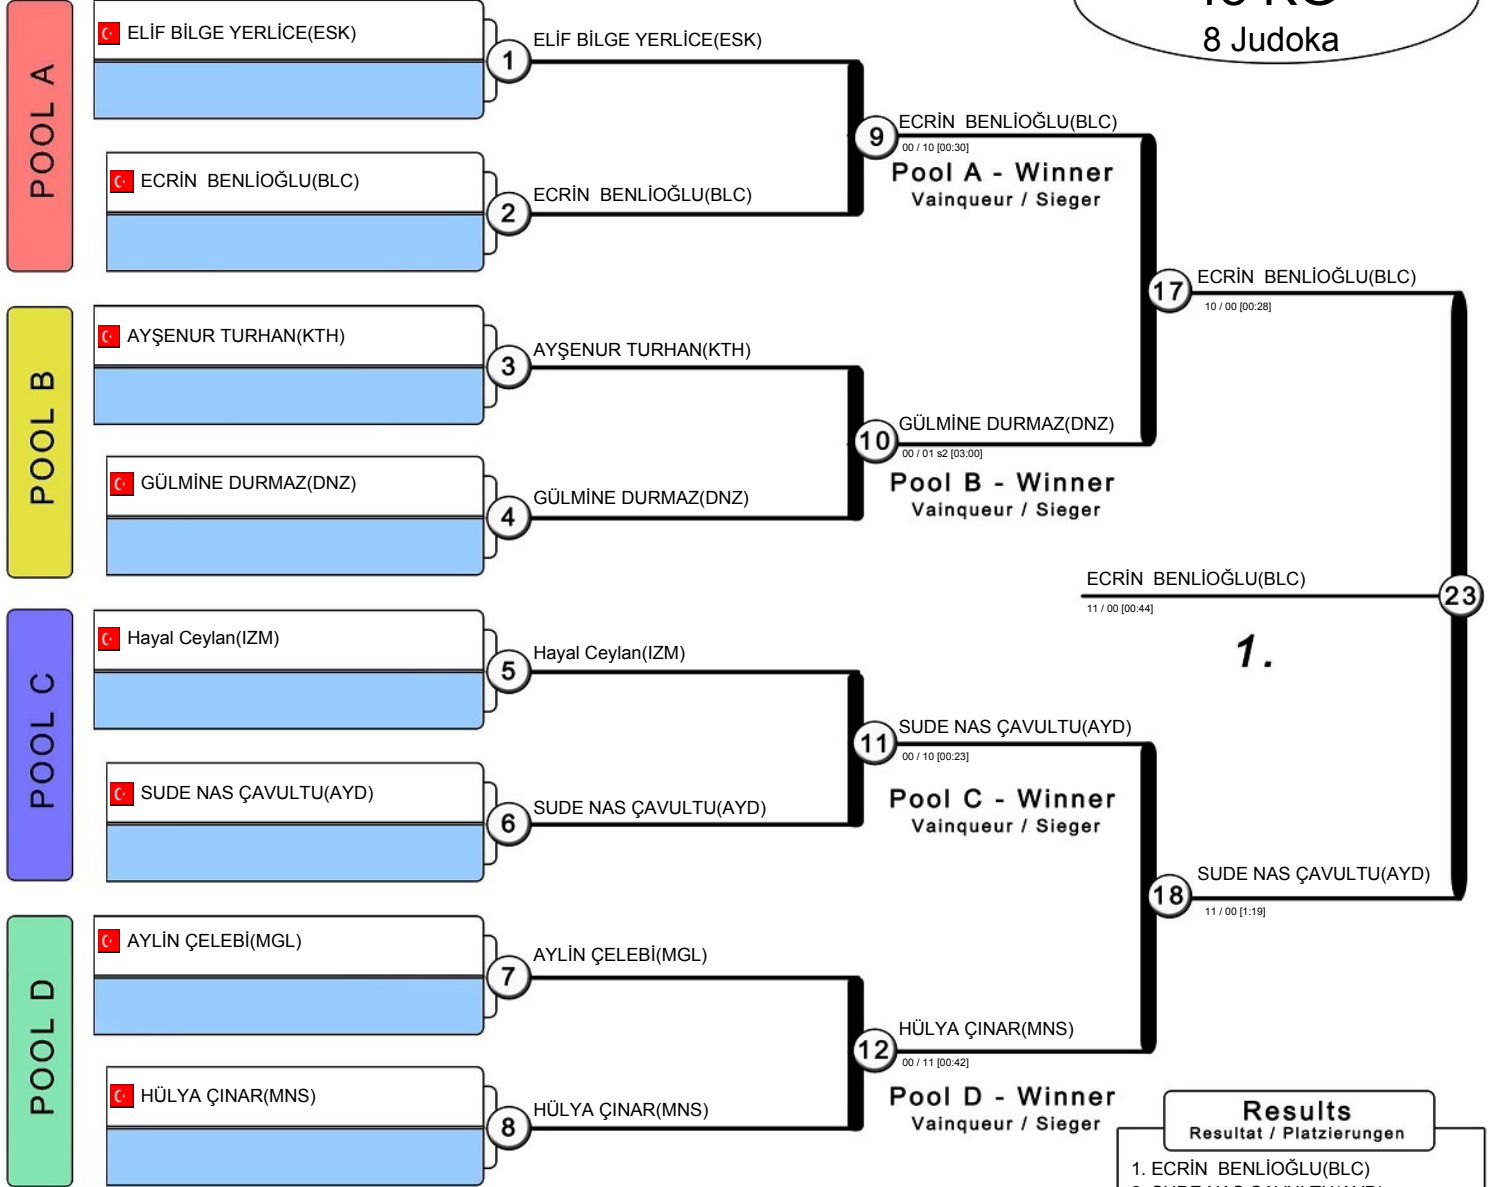 8 Judoka
POOL A
ELİF BİLGE YERLİCE(ESK)
1
ELİF BİLGE YERLİCE(ESK)
ECRİN  BENLİOĞLU(BLC)
2
ECRİN  BENLİOĞLU(BLC)
9
ECRİN  BENLİOĞLU(BLC)
00 / 10 [00:30]
Pool A - Winner
Vainqueur / Sieger
POOL B
AYŞENUR TURHAN(KTH)
3
AYŞENUR TURHAN(KTH)
GÜLMİNE DURMAZ(DNZ)
4
GÜLMİNE DURMAZ(DNZ)
10
GÜLMİNE DURMAZ(DNZ)
00 / 01 s2 [03:00]
Pool B - Winner
Vainqueur / Sieger
17
ECRİN  BENLİOĞLU(BLC)
10 / 00 [00:28]
ECRİN  BENLİOĞLU(BLC)
23
11 / 00 [00:44]
1.
POOL C
Hayal Ceylan(IZM)
5
Hayal Ceylan(IZM)
SUDE NAS ÇAVULTU(AYD)
6
SUDE NAS ÇAVULTU(AYD)
11
SUDE NAS ÇAVULTU(AYD)
00 / 10 [00:23]
Pool C - Winner
Vainqueur / Sieger
18
SUDE NAS ÇAVULTU(AYD)
11 / 00 [1:19]
POOL D
AYLİN ÇELEBİ(MGL)
7
AYLİN ÇELEBİ(MGL)
HÜLYA ÇINAR(MNS)
8
HÜLYA ÇINAR(MNS)
12
HÜLYA ÇINAR(MNS)
00 / 11 [00:42]
Pool D - Winner
Vainqueur / Sieger
Results
Resultat / Platzierungen
1. ECRİN  BENLİOĞLU(BLC)